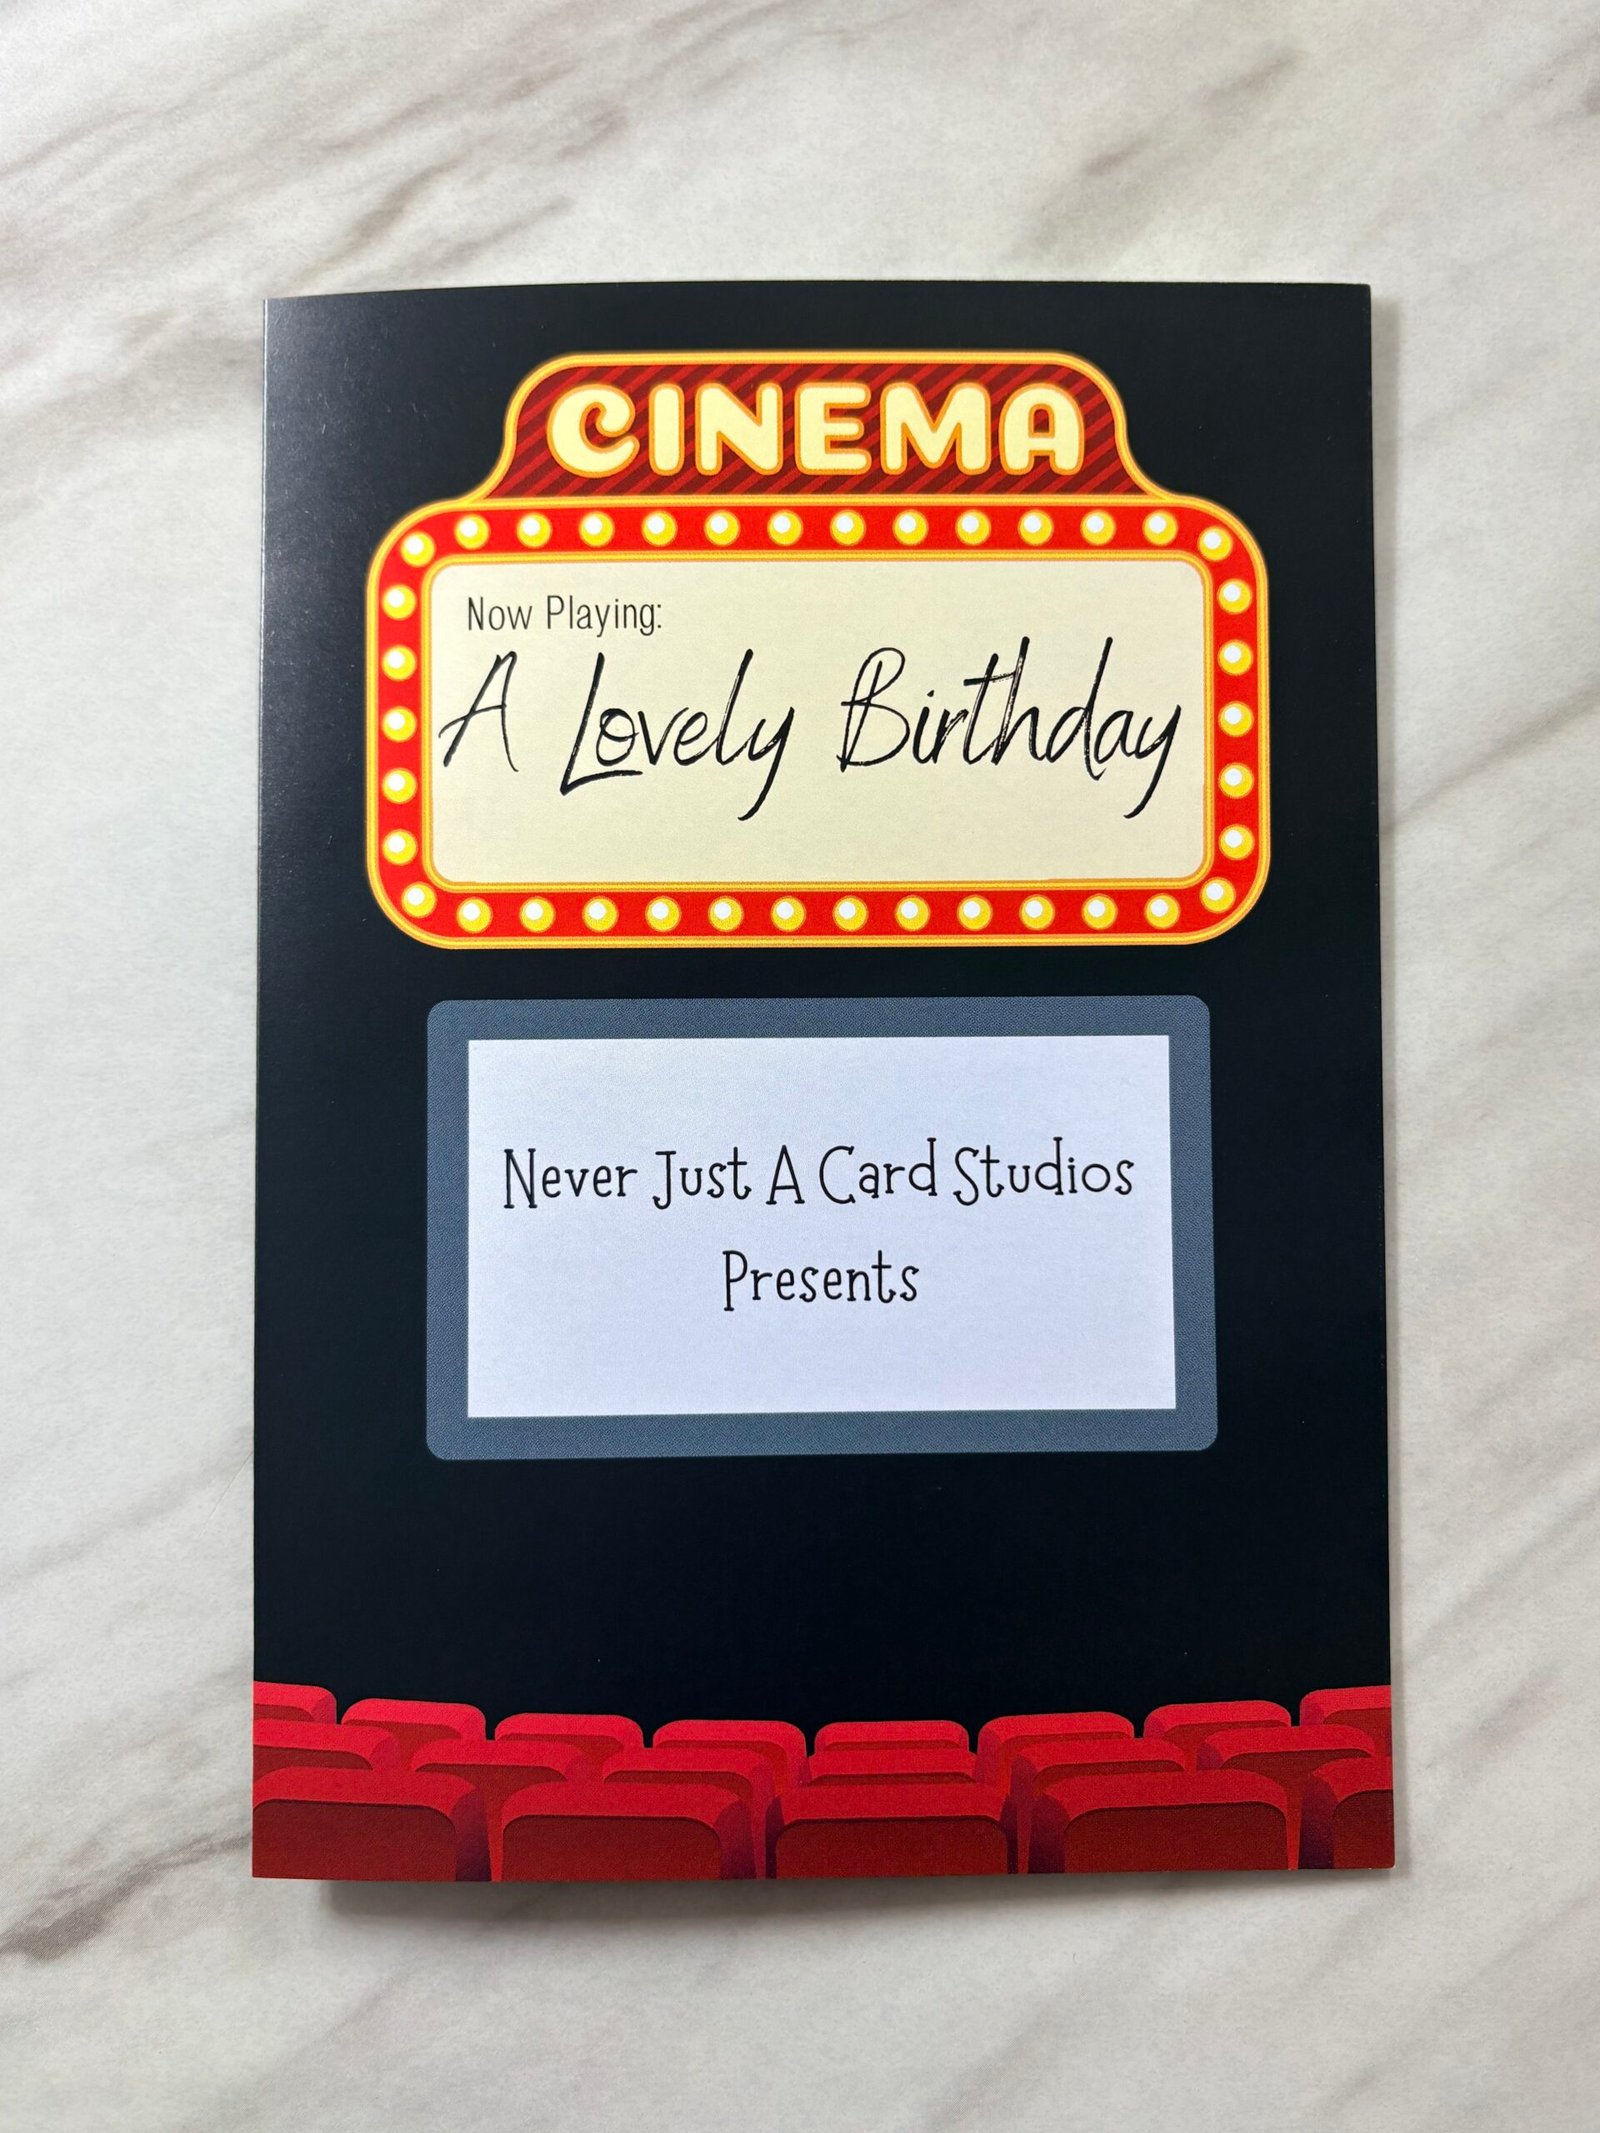 CINEMA
Now Playing:
A Lovely Birthday
Never Just A Card Studios
Presents